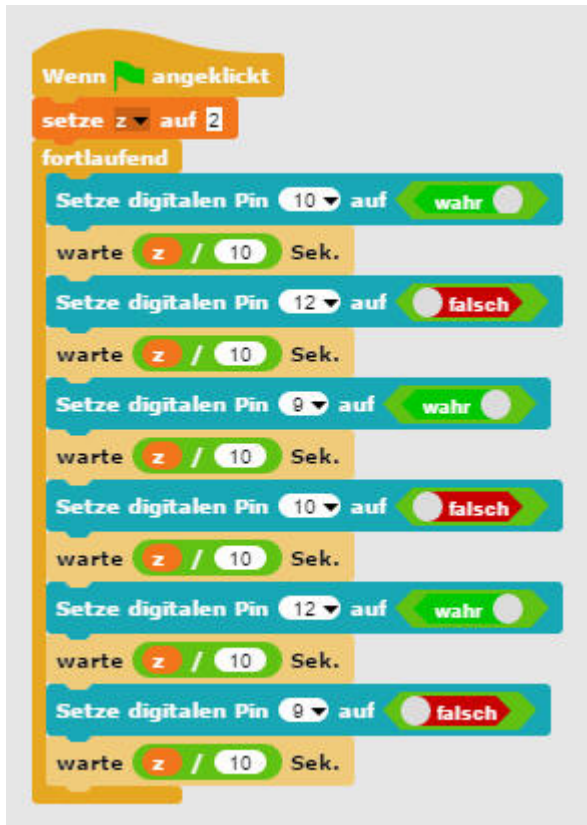 Wenn angeklickt
setze z auf 2
fortlaufend
Setze digitalen Pin 10 auf wahr
warte z / 10 Sek.
Setze digitalen Pin 12 auf falsch
warte z / 10 Sek.
Setze digitalen Pin 9 auf wahr
warte z / 10 Sek.
Setze digitalen Pin 10 auf falsch
warte z / 10 Sek.
Setze digitalen Pin 12 auf wahr
warte z / 10 Sek.
Setze digitalen Pin 9 auf falsch
warte z / 10 Sek.